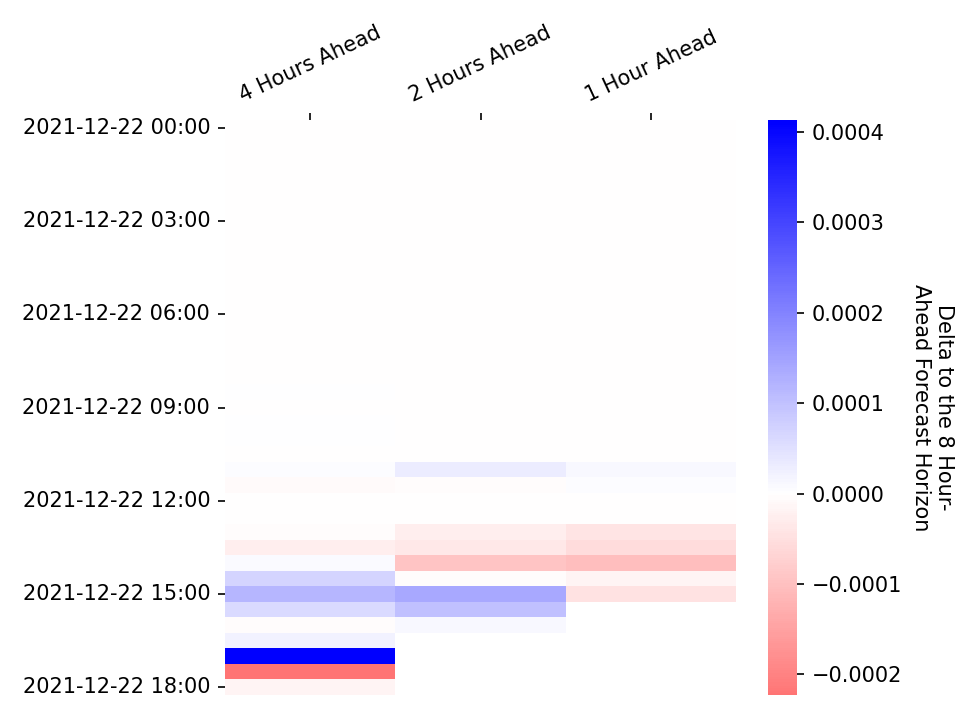 4 Hours Ahead
2 Hours Ahead
1 Hour Ahead
2021-12-22 00:00
2021-12-22 03:00
2021-12-22 06:00
2021-12-22 09:00
2021-12-22 12:00
2021-12-22 15:00
2021-12-22 18:00
0.0004
0.0003
0.0002
0.0001
0.0000
−0.0001
−0.0002
Delta to the 8 Hour-
Ahead Forecast Horizon